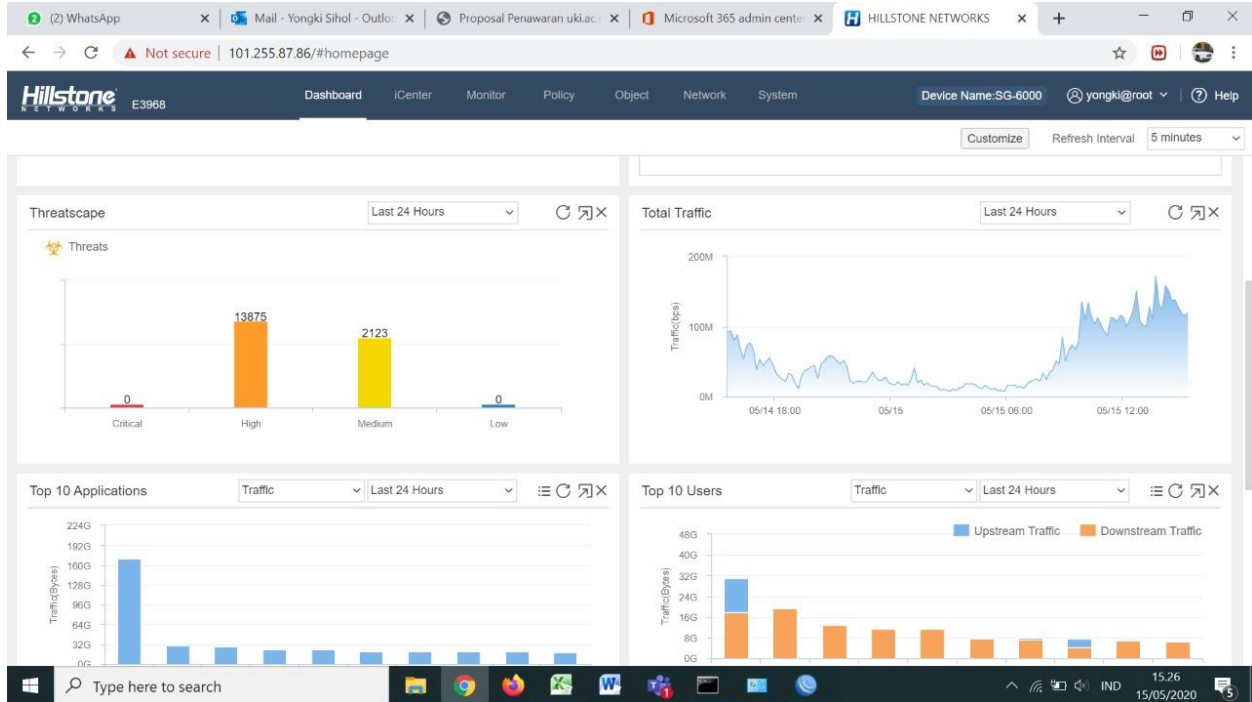 (2) WhatsApp
Mail - Yongki Sihol - Outloo
Proposal Penawaran uki.ac.
Microsoft 365 admin cente
HILLSTONE NETWORKS
Not secure | 101.255.87.86/#homepage
Hillstone NETWORKS E3968 Dashboard iCenter Monitor Policy Object Network System Device Name:SG-6000 yongki@root Help
Customize Refresh Interval 5 minutes
Threatscape Last 24 Hours
Threats
13875
2123
0
0
Critical High Medium Low
Total Traffic Last 24 Hours
200M
100M
0M
Traffic(bps)
05/14 18:00 05/15 05/15 06:00 05/15 12:00
Top 10 Applications Traffic Last 24 Hours
224G
192G
160G
128G
96G
64G
32G
0G
Traffic(Bytes)
Top 10 Users Traffic Last 24 Hours
Upstream Traffic Downstream Traffic
48G
40G
32G
24G
16G
8G
0G
Traffic(Bytes)
Type here to search
IND
15.26
15/05/2020
5